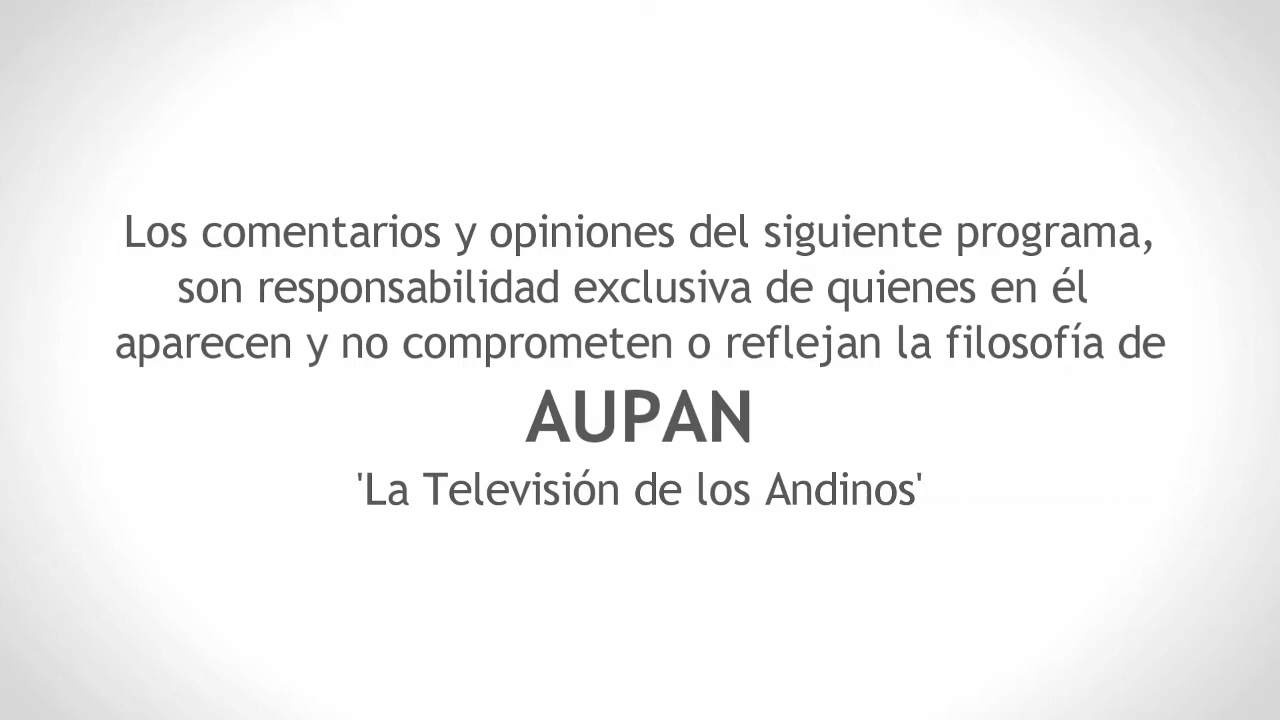 Los comentarios y opiniones del siguiente programa,
son responsabilidad exclusiva de quienes en él
aparecen y no comprometen o reflejan la filosofía de
AUPAN
'La Televisión de los Andinos'